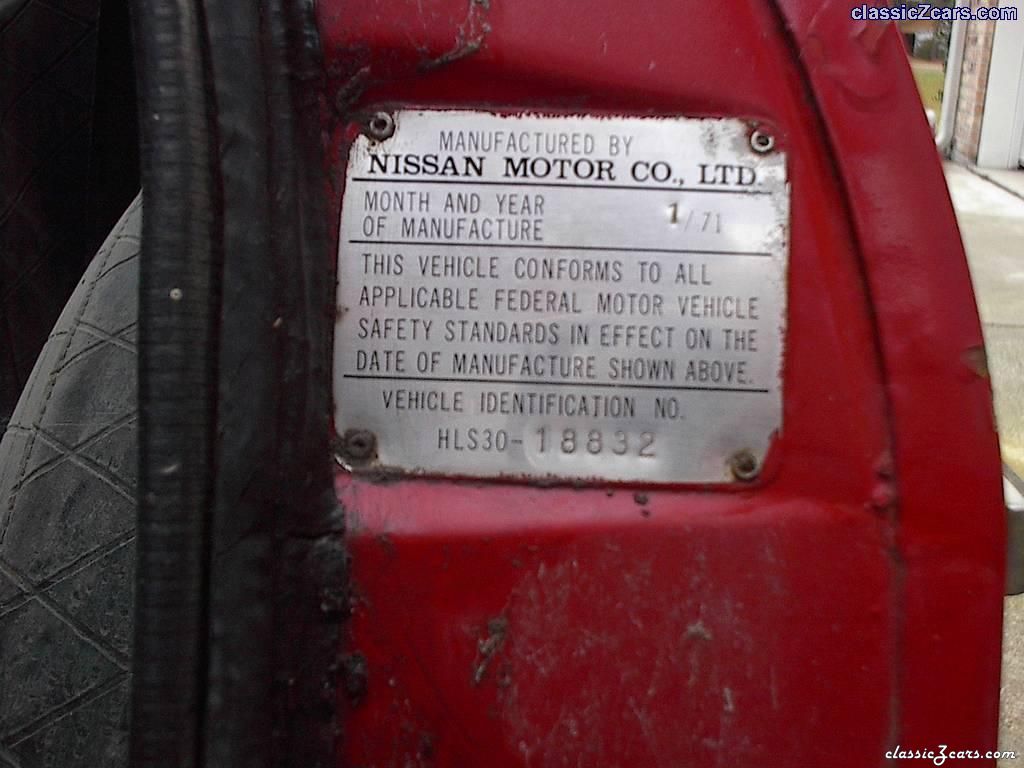 classicZcars.com
MANUFACTURED BY
NISSAN MOTOR CO., LTD.
MONTH AND YEAR
OF MANUFACTURE 1/71
THIS VEHICLE CONFORMS TO ALL
APPLICABLE FEDERAL MOTOR VEHICLE
SAFETY STANDARDS IN EFFECT ON THE
DATE OF MANUFACTURE SHOWN ABOVE.
VEHICLE IDENTIFICATION NO.
HLS30-18832
classicZcars.com